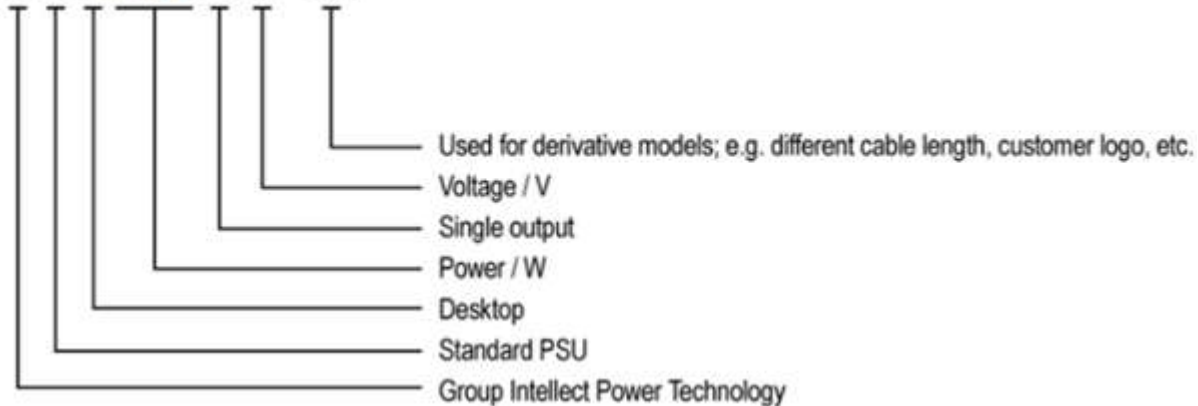 Used for derivative models; e.g. different cable length, customer logo, etc.
Voltage / V
Single output
Power / W
Desktop
Standard PSU
Group Intellect Power Technology